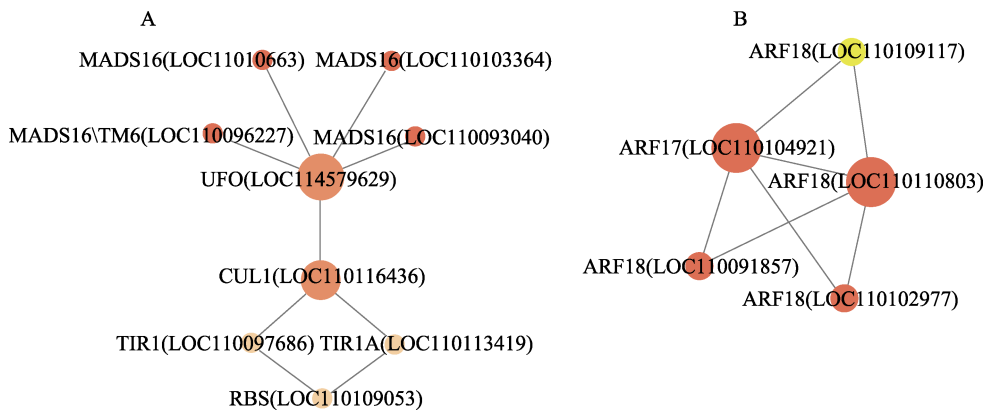 A
MADS16(LOC11010663) MADS16(LOC110103364)
MADS16\TM6(LOC110096227) MADS16(LOC110093040)
UFO(LOC114579629)
CUL1(LOC110116436)
TIR1(LOC110097686) TIR1A(LOC110113419)
RBS(LOC110109053)
B
ARF18(LOC110109117)
ARF17(LOC110104921)
ARF18(LOC110110803)
ARF18(LOC110091857)
ARF18(LOC110102977)